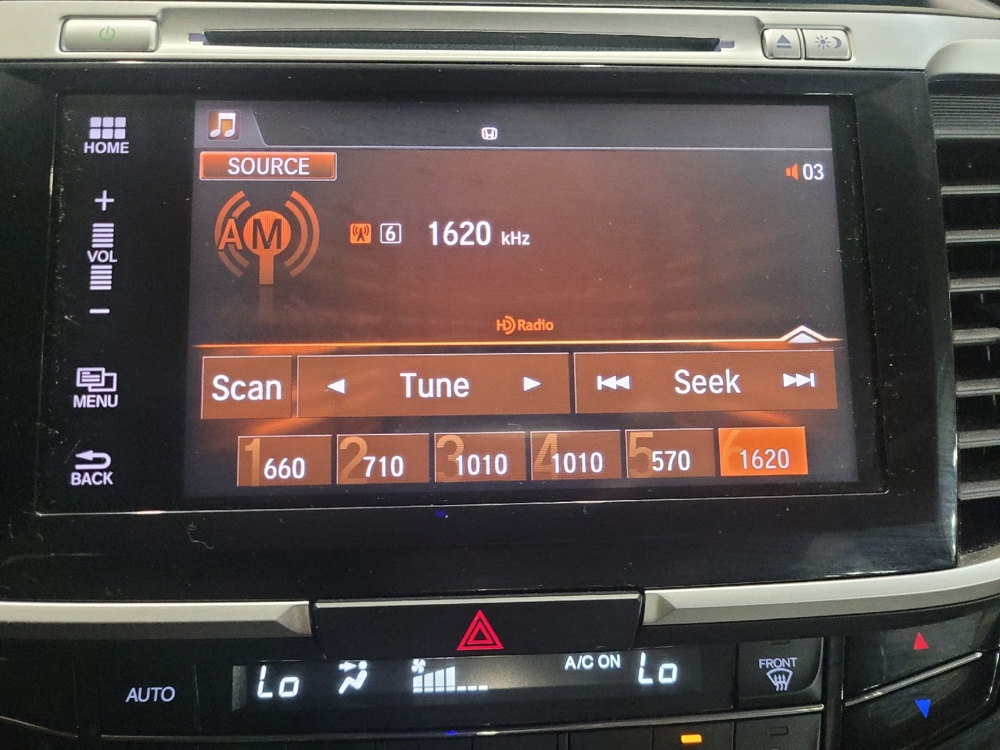 HOME
SOURCE
03
+
VOL
−
AM
6 1620 kHz
HD Radio
MENU
Scan ◄ Tune ► Seek
BACK
1 660 2 710 3 1010 4 1010 5 570 6 1620
AUTO Lo A/C ON Lo FRONT